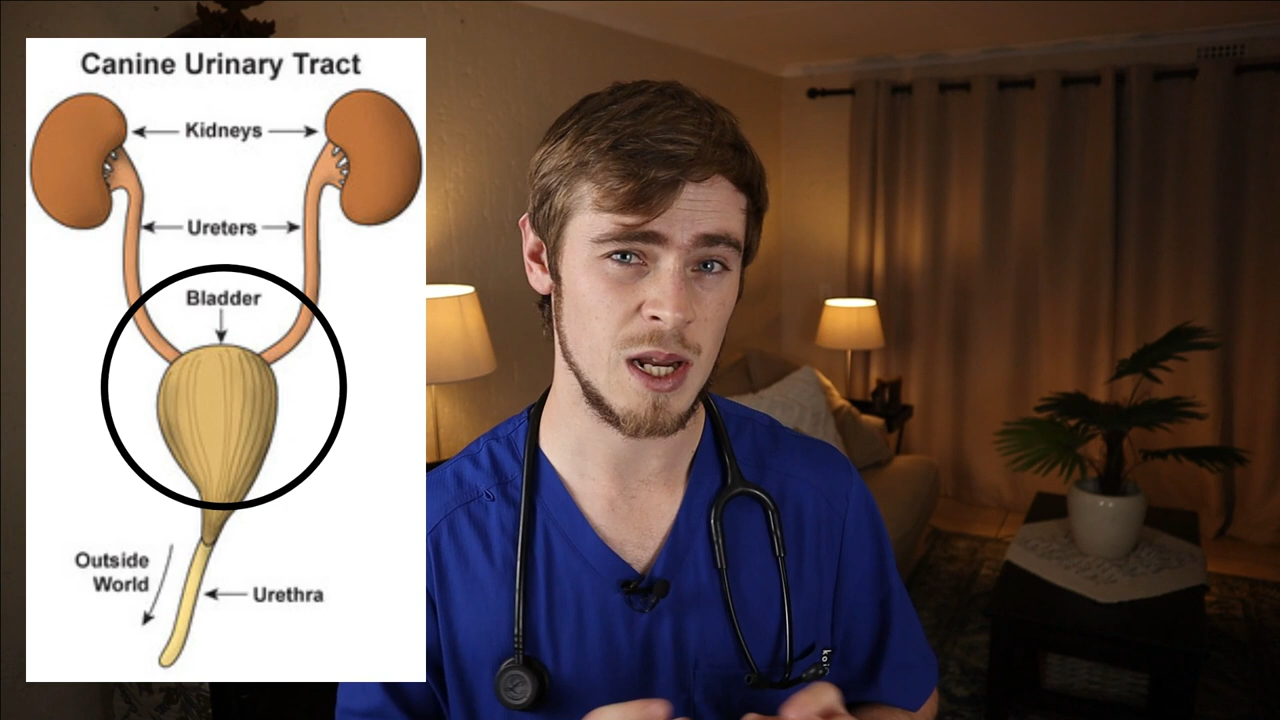 Canine Urinary Tract
Kidneys
Ureters
Bladder
Outside
World
Urethra